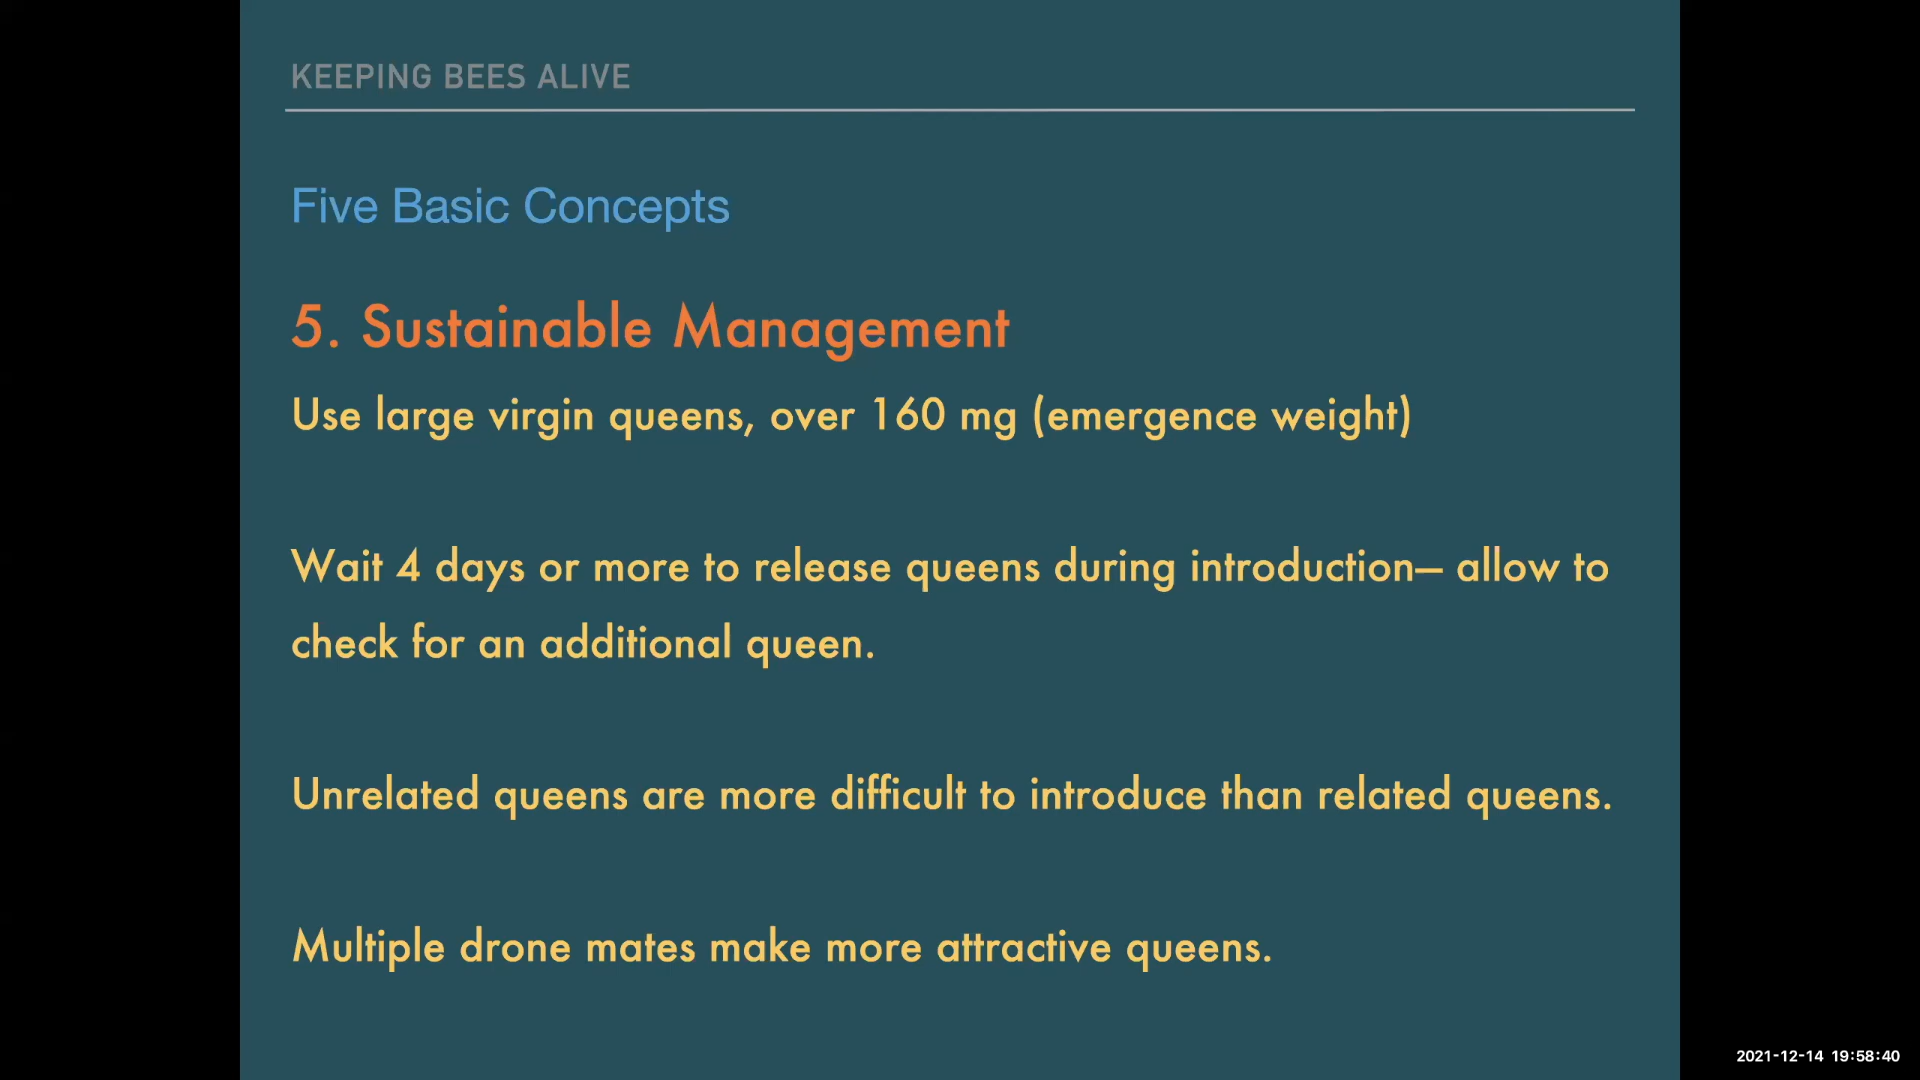 KEEPING BEES ALIVE
Five Basic Concepts
5. Sustainable Management
Use large virgin queens, over 160 mg (emergence weight)
Wait 4 days or more to release queens during introduction— allow to
check for an additional queen.
Unrelated queens are more difficult to introduce than related queens.
Multiple drone mates make more attractive queens.
2021-12-14 19:58:40